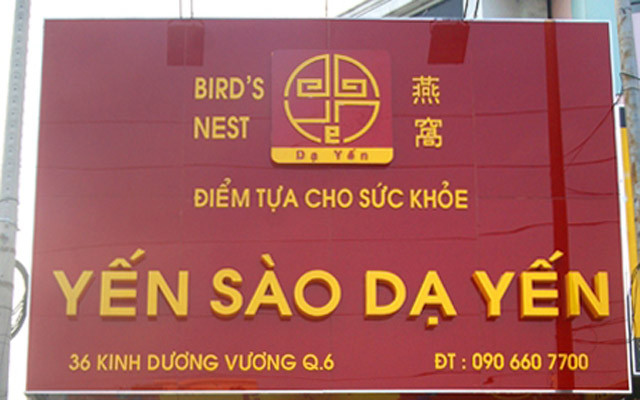 BIRD'S
NEST
燕
窩
Dạ Yến
ĐIỂM TỰA CHO SỨC KHỎE
YẾN SÀO DẠ YẾN
36 KINH DƯƠNG VƯƠNG Q.6
ĐT : 090 660 7700